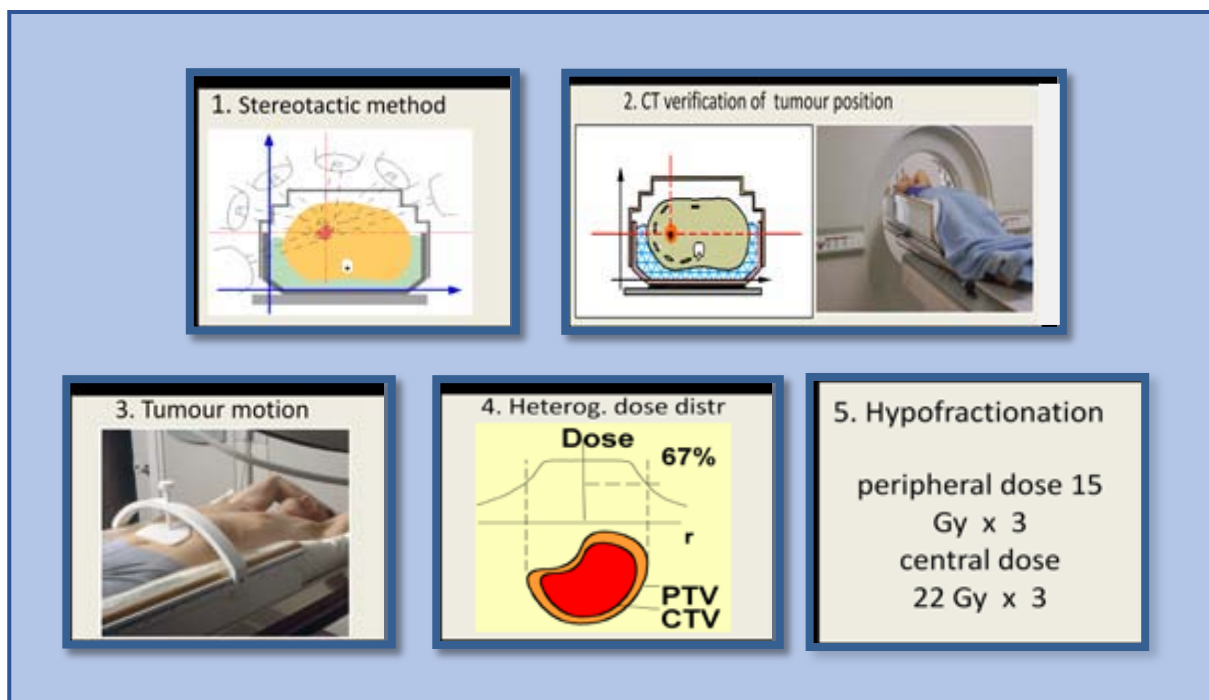 1. Stereotactic method
2. CT verification of tumour position
3. Tumour motion
4. Heterog. dose distr
Dose
67%
r
PTV
CTV
5. Hypofractionation
peripheral dose 15
Gy x 3
central dose
22 Gy x 3